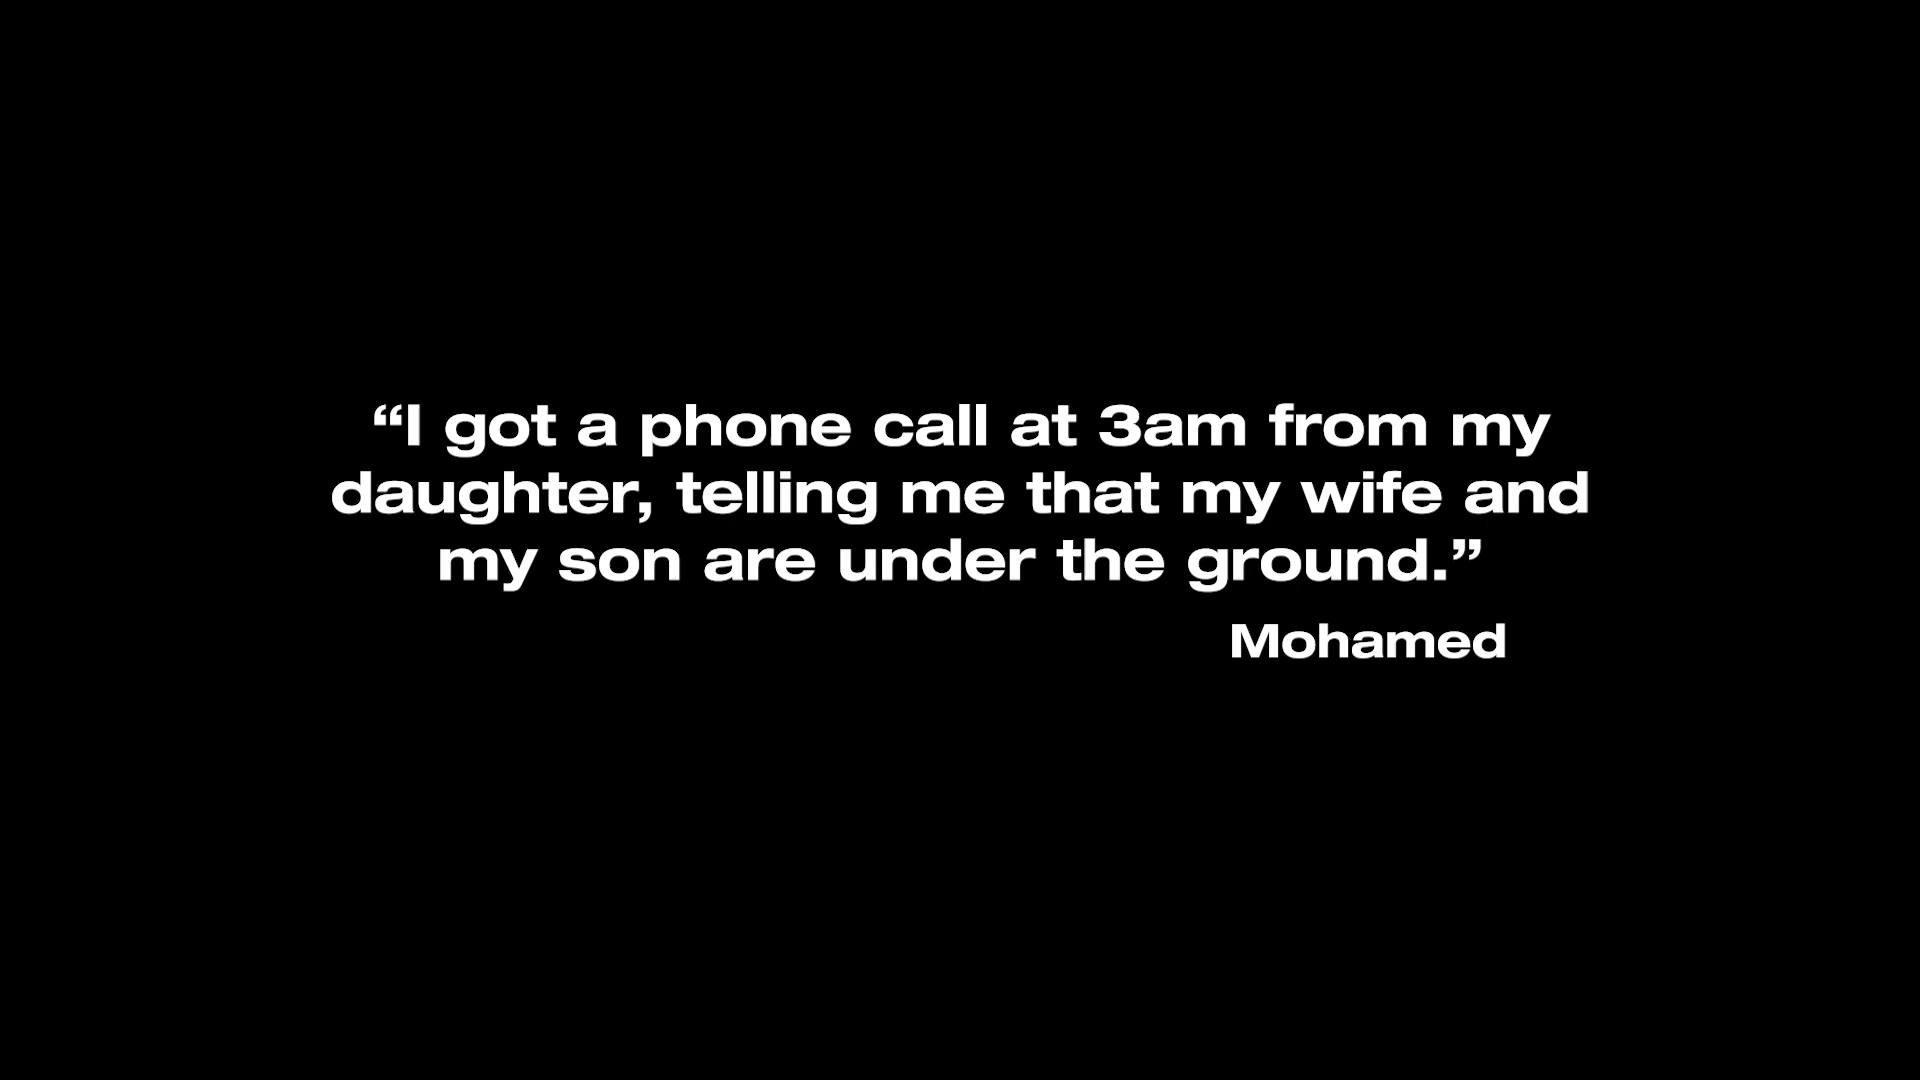 “I got a phone call at 3am from my
daughter, telling me that my wife and
my son are under the ground.”
Mohamed